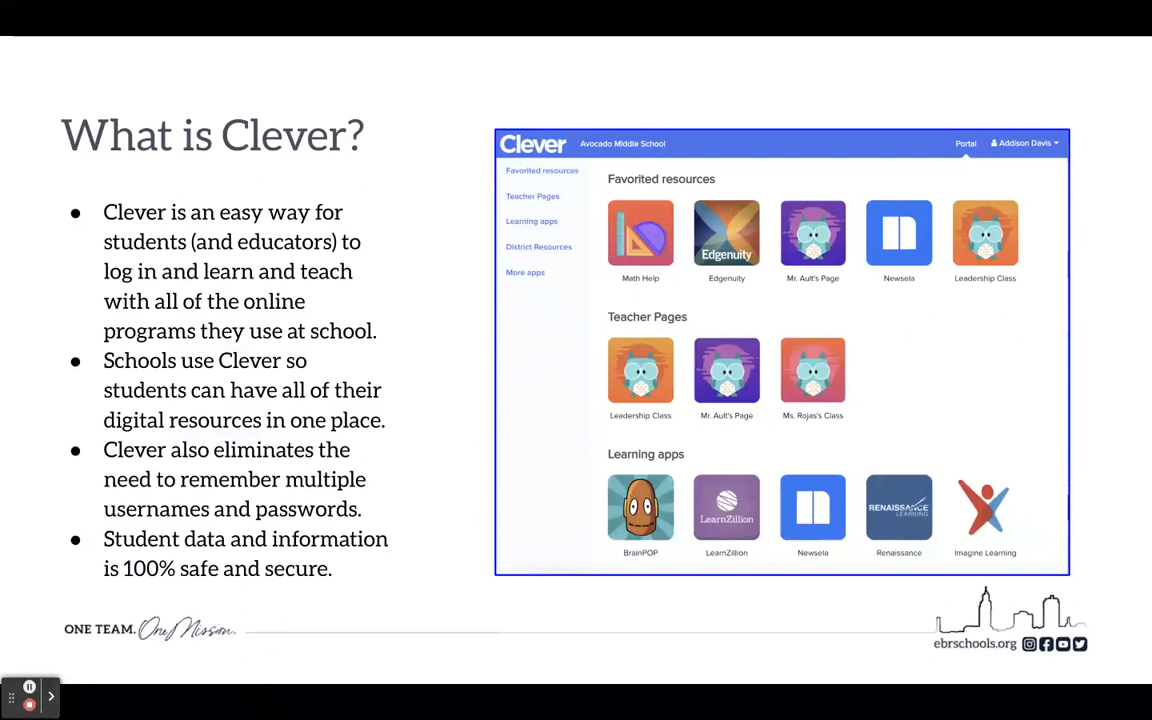 What is Clever?
● Clever is an easy way for
students (and educators) to
log in and learn and teach
with all of the online
programs they use at school.
● Schools use Clever so
students can have all of their
digital resources in one place.
● Clever also eliminates the
need to remember multiple
usernames and passwords.
● Student data and information
is 100% safe and secure.
Clever Avocado Middle School Portal Addison Davis
Favorited resources
Teacher Pages
Learning apps
District Resources
More apps
Favorited resources
Edgenuity
Math Help Edgenuity Mr. Ault's Page Newsela Leadership Class
Teacher Pages
Leadership Class Mr. Ault's Page Ms. Rojas's Class
Learning apps
LearnZillion RENAISSANCE LEARNING
BrainPOP LearnZillion Newsela Renaissance Imagine Learning
ONE TEAM. One Mission.
ebrschools.org